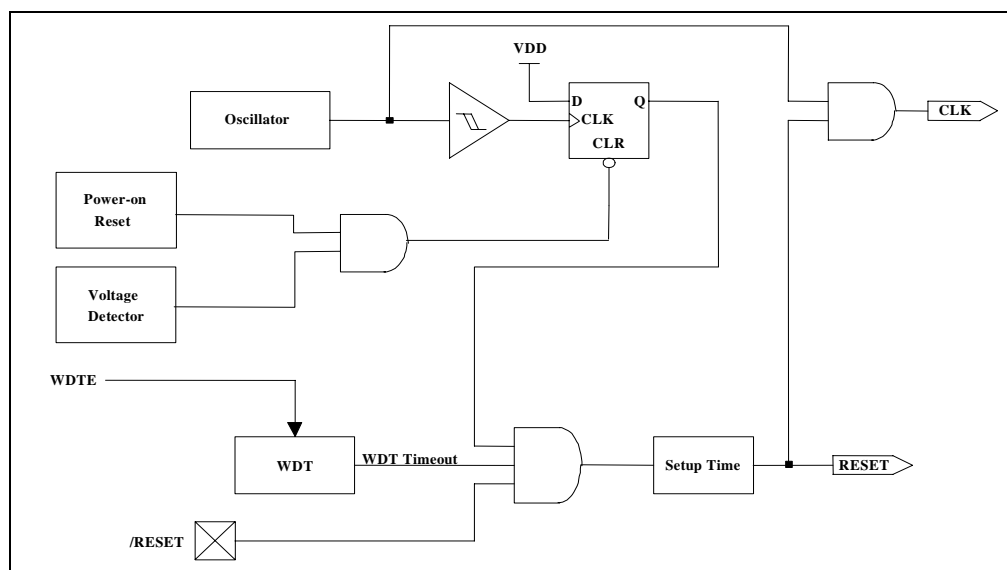 VDD
Oscillator
D
Q
CLK
CLR
CLK
Power-on
Reset
Voltage
Detector
WDTE
WDT
WDT Timeout
Setup Time
RESET
/RESET